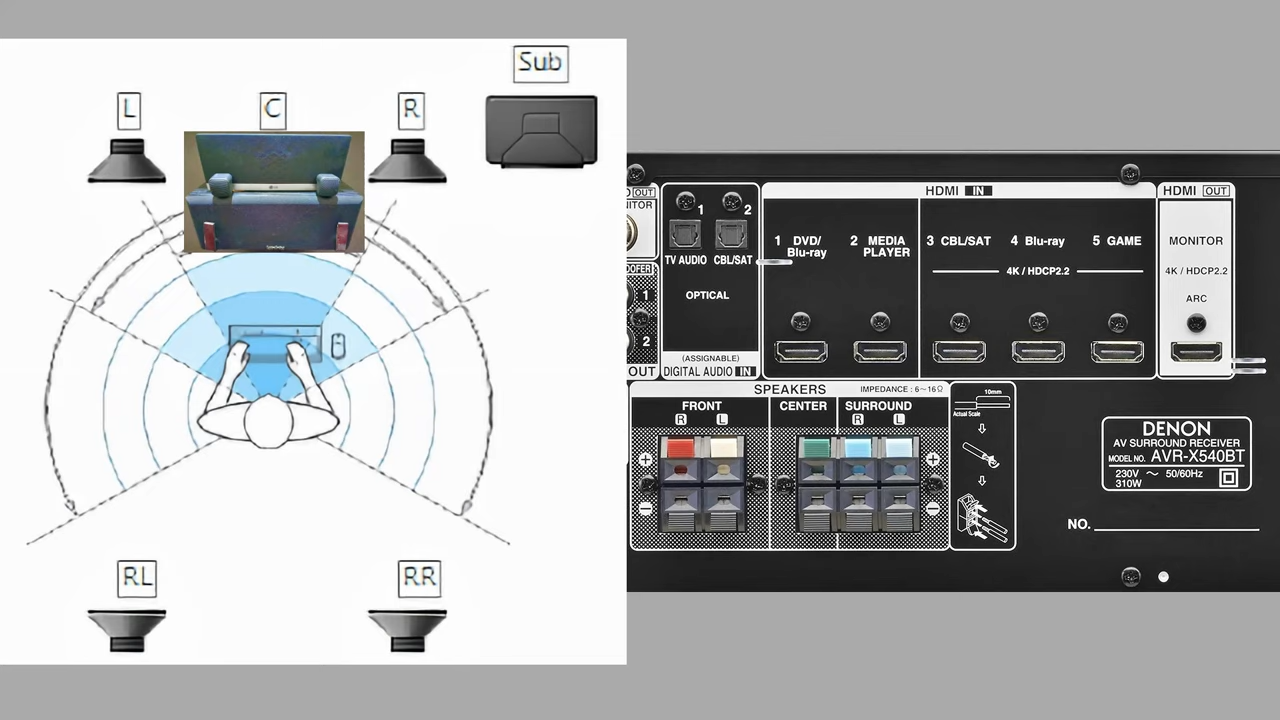 Sub
L
C
R
RL
RR
OUT
ITOR
1
2
TV AUDIO
CBL/SAT
OPTICAL
(ASSIGNABLE)
DIGITAL AUDIO IN
OOFER
1
2
OUT
HDMI IN
1 DVD/
Blu-ray
2 MEDIA
PLAYER
3 CBL/SAT
4 Blu-ray
5 GAME
4K / HDCP2.2
HDMI OUT
MONITOR
4K / HDCP2.2
ARC
SPEAKERS
IMPEDANCE : 6~16Ω
FRONT
R
L
CENTER
SURROUND
R
L
+
−
+
−
10mm
Actual Scale
DENON
AV SURROUND RECEIVER
MODEL NO. AVR-X540BT
230V ~ 50/60Hz
310W
NO.